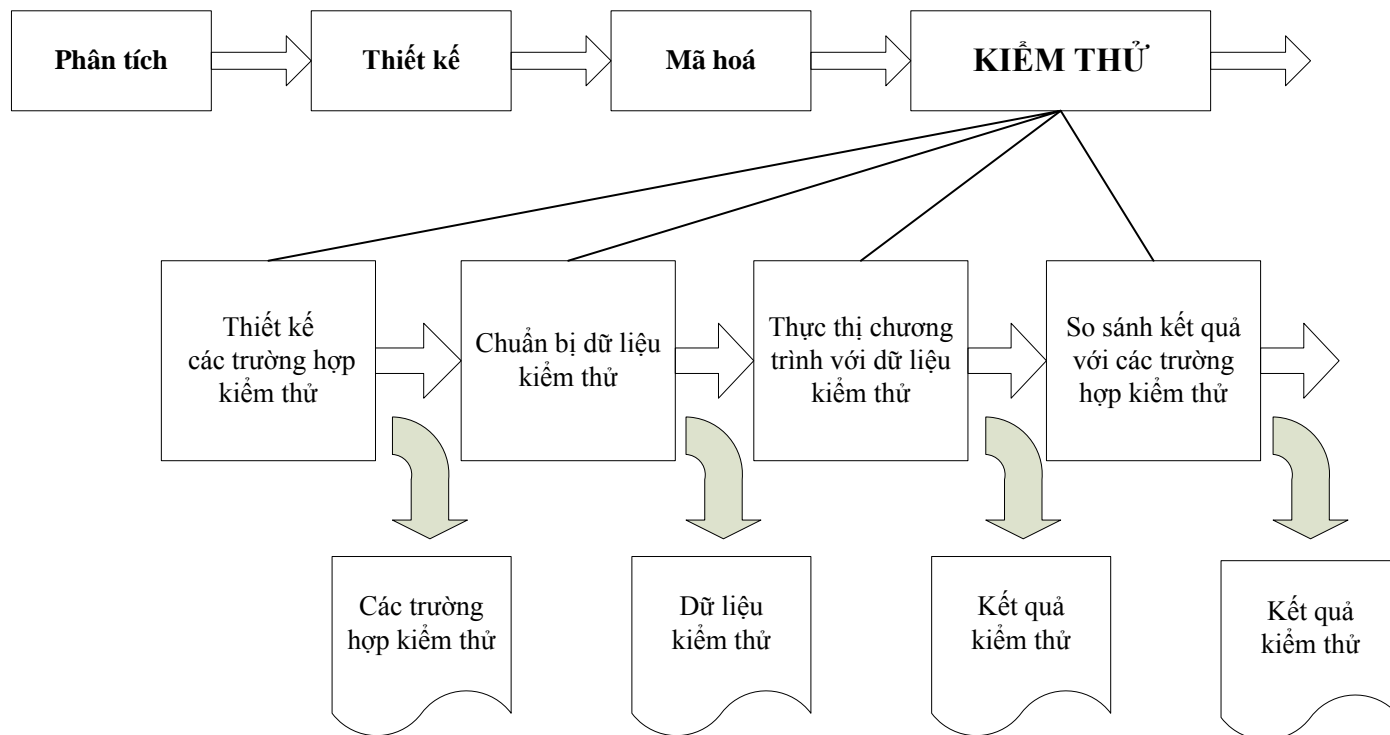 Phân tích
Thiết kế
Mã hoá
KIỂM THỬ
Thiết kế
các trường hợp
kiểm thử
Chuẩn bị dữ liệu
kiểm thử
Thực thị chương
trình với dữ liệu
kiểm thử
So sánh kết quả
với các trường
hợp kiểm thử
Các trường
hợp kiểm thử
Dữ liệu
kiểm thử
Kết quả
kiểm thử
Kết quả
kiểm thử